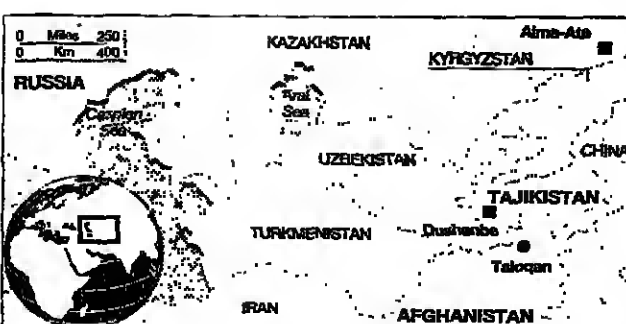 0 Miles 250
0 Km 400
KAZAKHSTAN
Alma-Ata
KYRGYZSTAN
RUSSIA
Caspian
Sea
Aral
Sea
UZBEKISTAN
CHINA
TAJIKISTAN
Dushanbe
TURKMENISTAN
Taloqan
IRAN
AFGHANISTAN